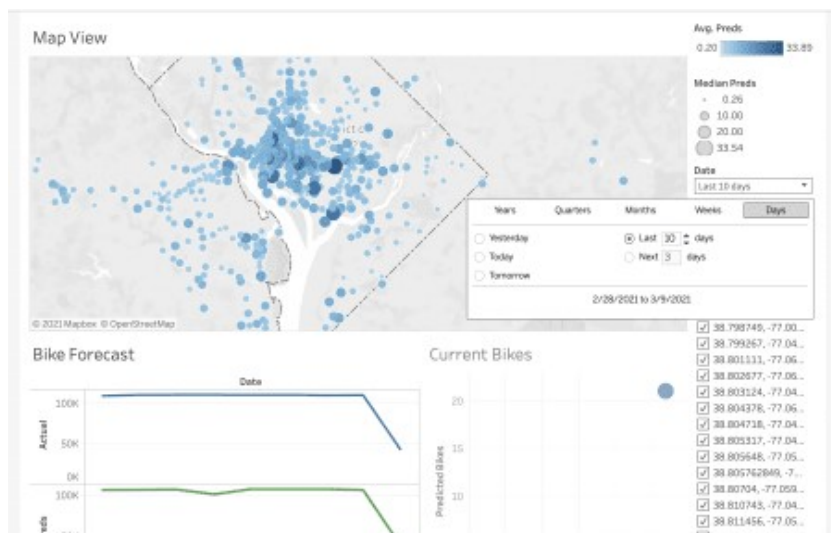 Map View
ict c
© 2021 Mapbox © OpenStreetMap
Avg. Preds
0.20 33.89
Median Preds
0.26
10.00
20.00
33.54
Date
Last 10 days
Years Quarters Months Weeks Days
Yesterday Last 10 days
Today Next 3 days
Tomorrow
2/28/2021 to 3/9/2021
38.798749, -77.00...
38.799267, -77.04...
38.801111, -77.06...
38.802677, -77.06...
38.803124, -77.04...
38.804378, -77.06...
38.804718, -77.04...
38.805317, -77.04...
38.805648, -77.05...
38.805762849, -7...
38.80704, -77.059...
38.810743, -77.04...
38.811456, -77.05...
Bike Forecast
Date
Actual
100K
50K
0K
100K
eds
Current Bikes
Predicted Bikes
20
15
10